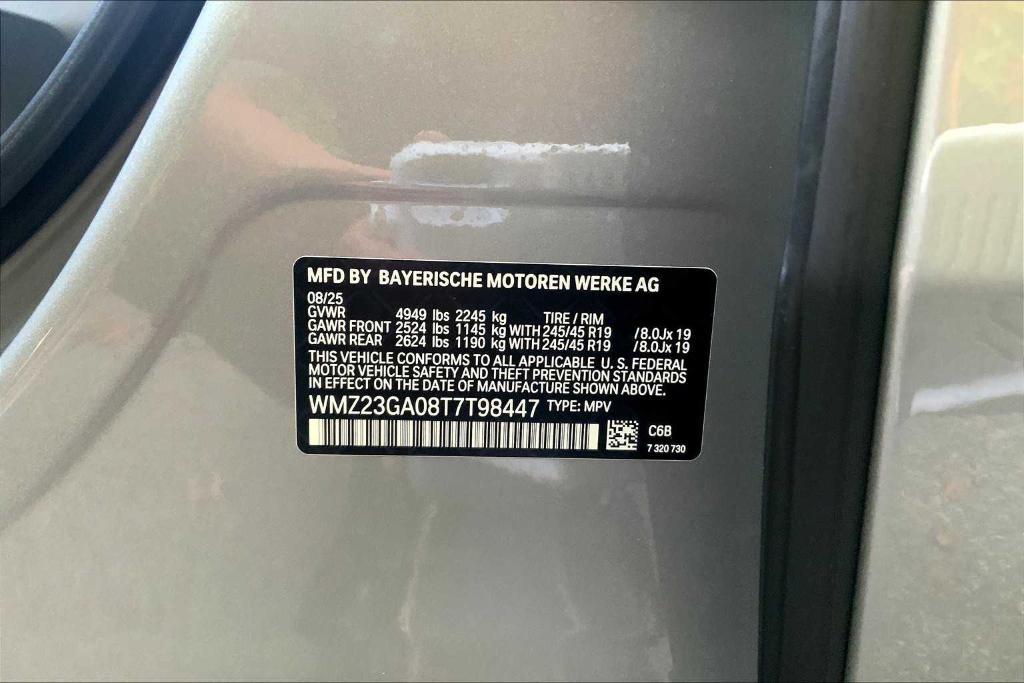 MFD BY BAYERISCHE MOTOREN WERKE AG
08/25
GVWR 4949 lbs 2245 kg TIRE / RIM
GAWR FRONT 2524 lbs 1145 kg WITH 245/45 R19 /8.0Jx 19
GAWR REAR 2624 lbs 1190 kg WITH 245/45 R19 /8.0Jx 19
THIS VEHICLE CONFORMS TO ALL APPLICABLE U. S. FEDERAL
MOTOR VEHICLE SAFETY AND THEFT PREVENTION STANDARDS
IN EFFECT ON THE DATE OF MANUFACTURE SHOWN ABOVE.
WMZ23GA08T7T98447 TYPE: MPV
C6B
7 320 730